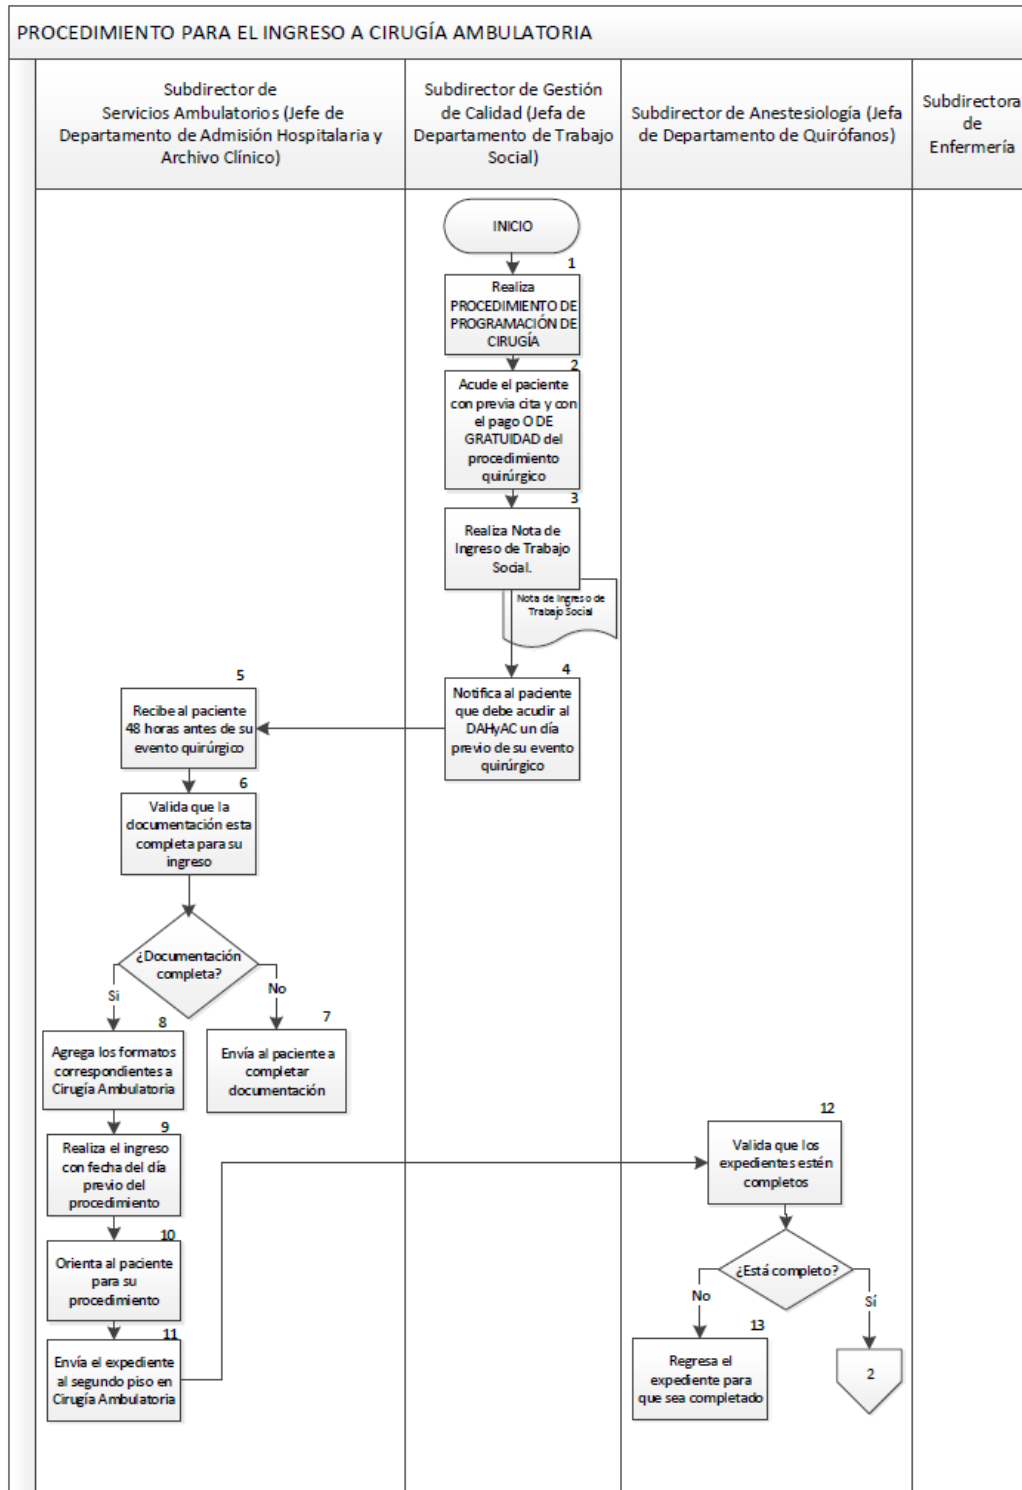 PROCEDIMIENTO PARA EL INGRESO A CIRUGÍA AMBULATORIA
Subdirector de
Servicios Ambulatorios (Jefe de
Departamento de Admisión Hospitalaria y
Archivo Clínico)
Subdirector de Gestión
de Calidad (Jefa de
Departamento de Trabajo
Social)
Subdirector de Anestesiología (Jefa
de Departamento de Quirófanos)
Subdirectora
de
Enfermería
INICIO
1
Realiza
PROCEDIMIENTO DE
PROGRAMACIÓN DE
CIRUGÍA
2
Acude el paciente
con previa cita y con
el pago O DE
GRATUIDAD del
procedimiento
quirúrgico
3
Realiza Nota de
Ingreso de Trabajo
Social.
Nota de Ingreso de
Trabajo Social
4
Notifica al paciente
que debe acudir al
DAHyAC un día
previo de su evento
quirúrgico
5
Recibe al paciente
48 horas antes de su
evento quirúrgico
6
Valida que la
documentación esta
completa para su
ingreso
¿Documentación
completa?
Si
No
7
Envía al paciente a
completar
documentación
8
Agrega los formatos
correspondientes a
Cirugía Ambulatoria
9
Realiza el ingreso
con fecha del día
previo del
procedimiento
10
Orienta al paciente
para su
procedimiento
11
Envía el expediente
al segundo piso en
Cirugía Ambulatoria
12
Valida que los
expedientes estén
completos
¿Está completo?
No
Sí
13
Regresa el
expediente para
que sea completado
2